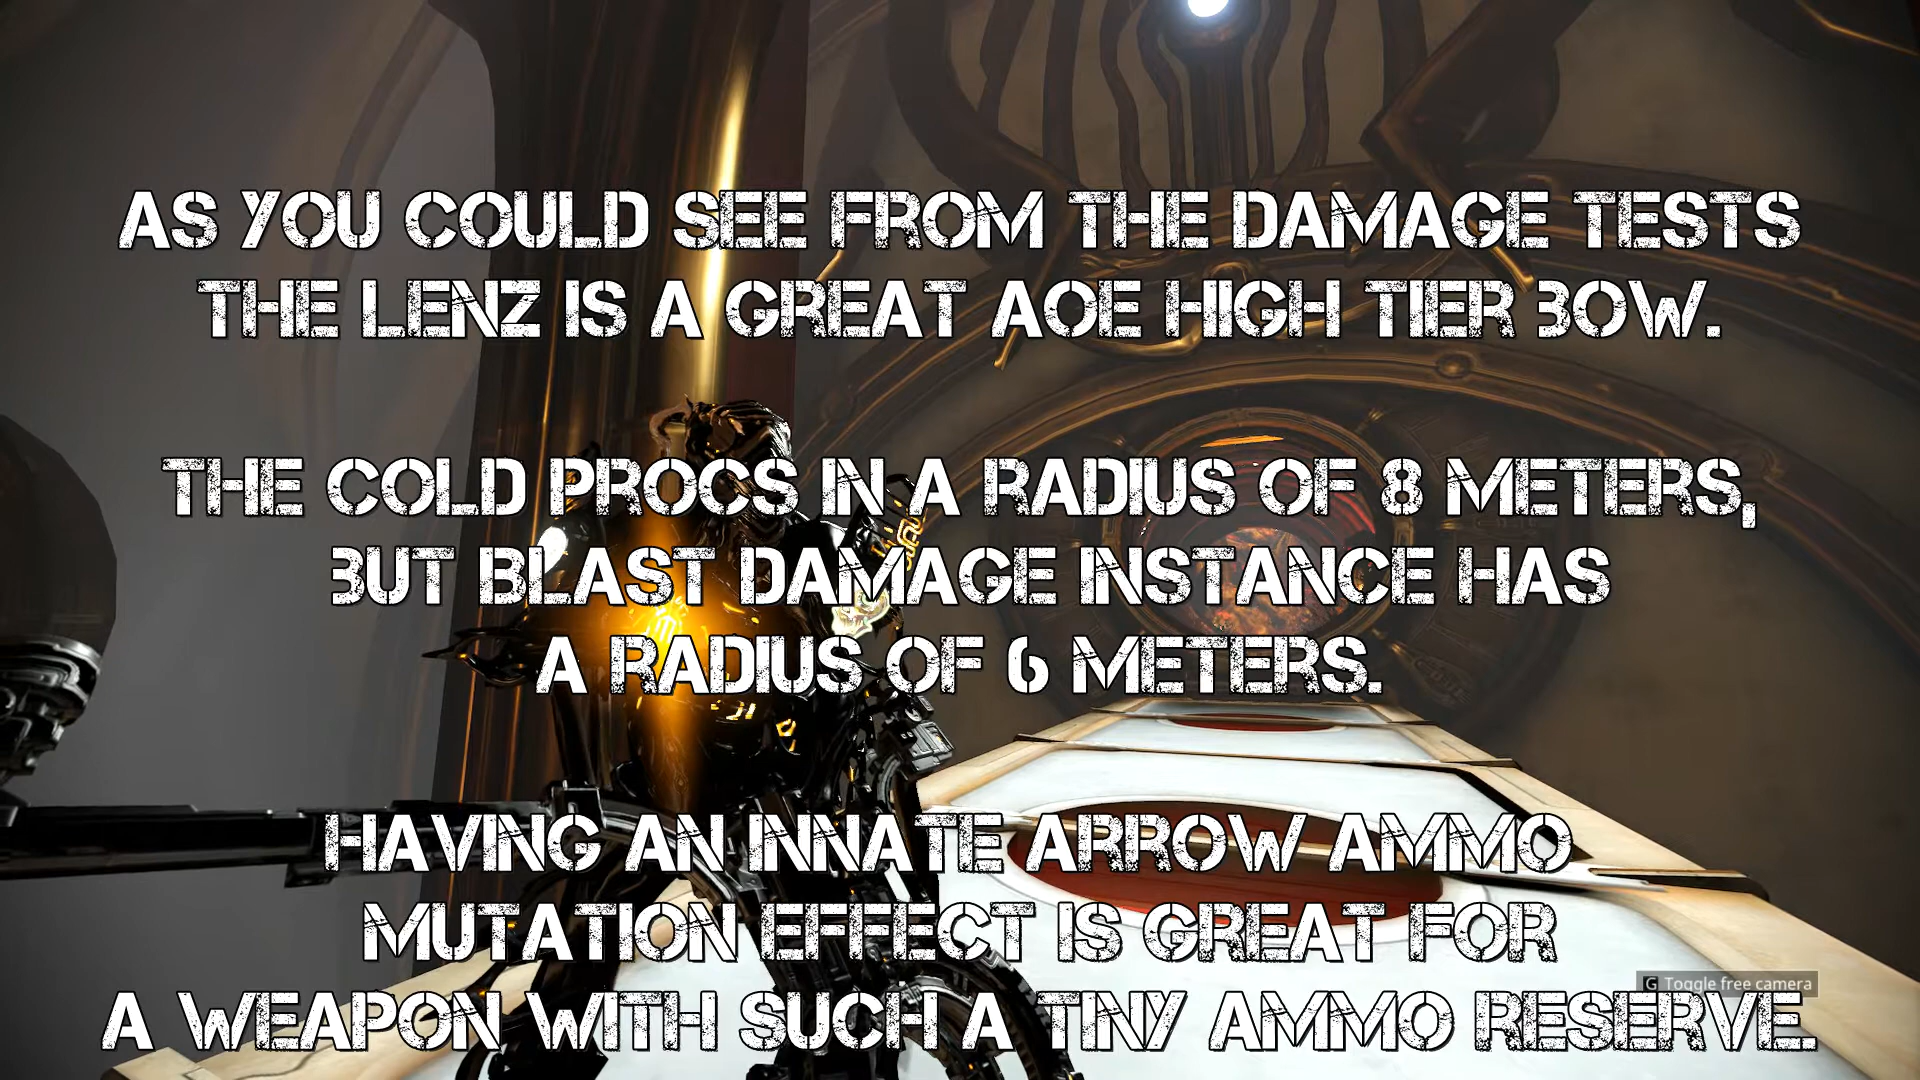 AS YOU COULD SEE FROM THE DAMAGE TESTS
THE LENZ IS A GREAT AOE HIGH TIER BOW.
THE COLD PROCS IN A RADIUS OF 8 METERS,
BUT BLAST DAMAGE INSTANCE HAS
A RADIUS OF 6 METERS.
HAVING AN INNATE ARROW AMMO
MUTATION EFFECT IS GREAT FOR
G Toggle free camera
A WEAPON WITH SUCH A TINY AMMO RESERVE.